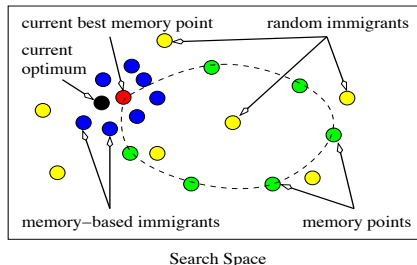 current best memory point
random immigrants
current
optimum
memory-based immigrants
memory points
Search Space